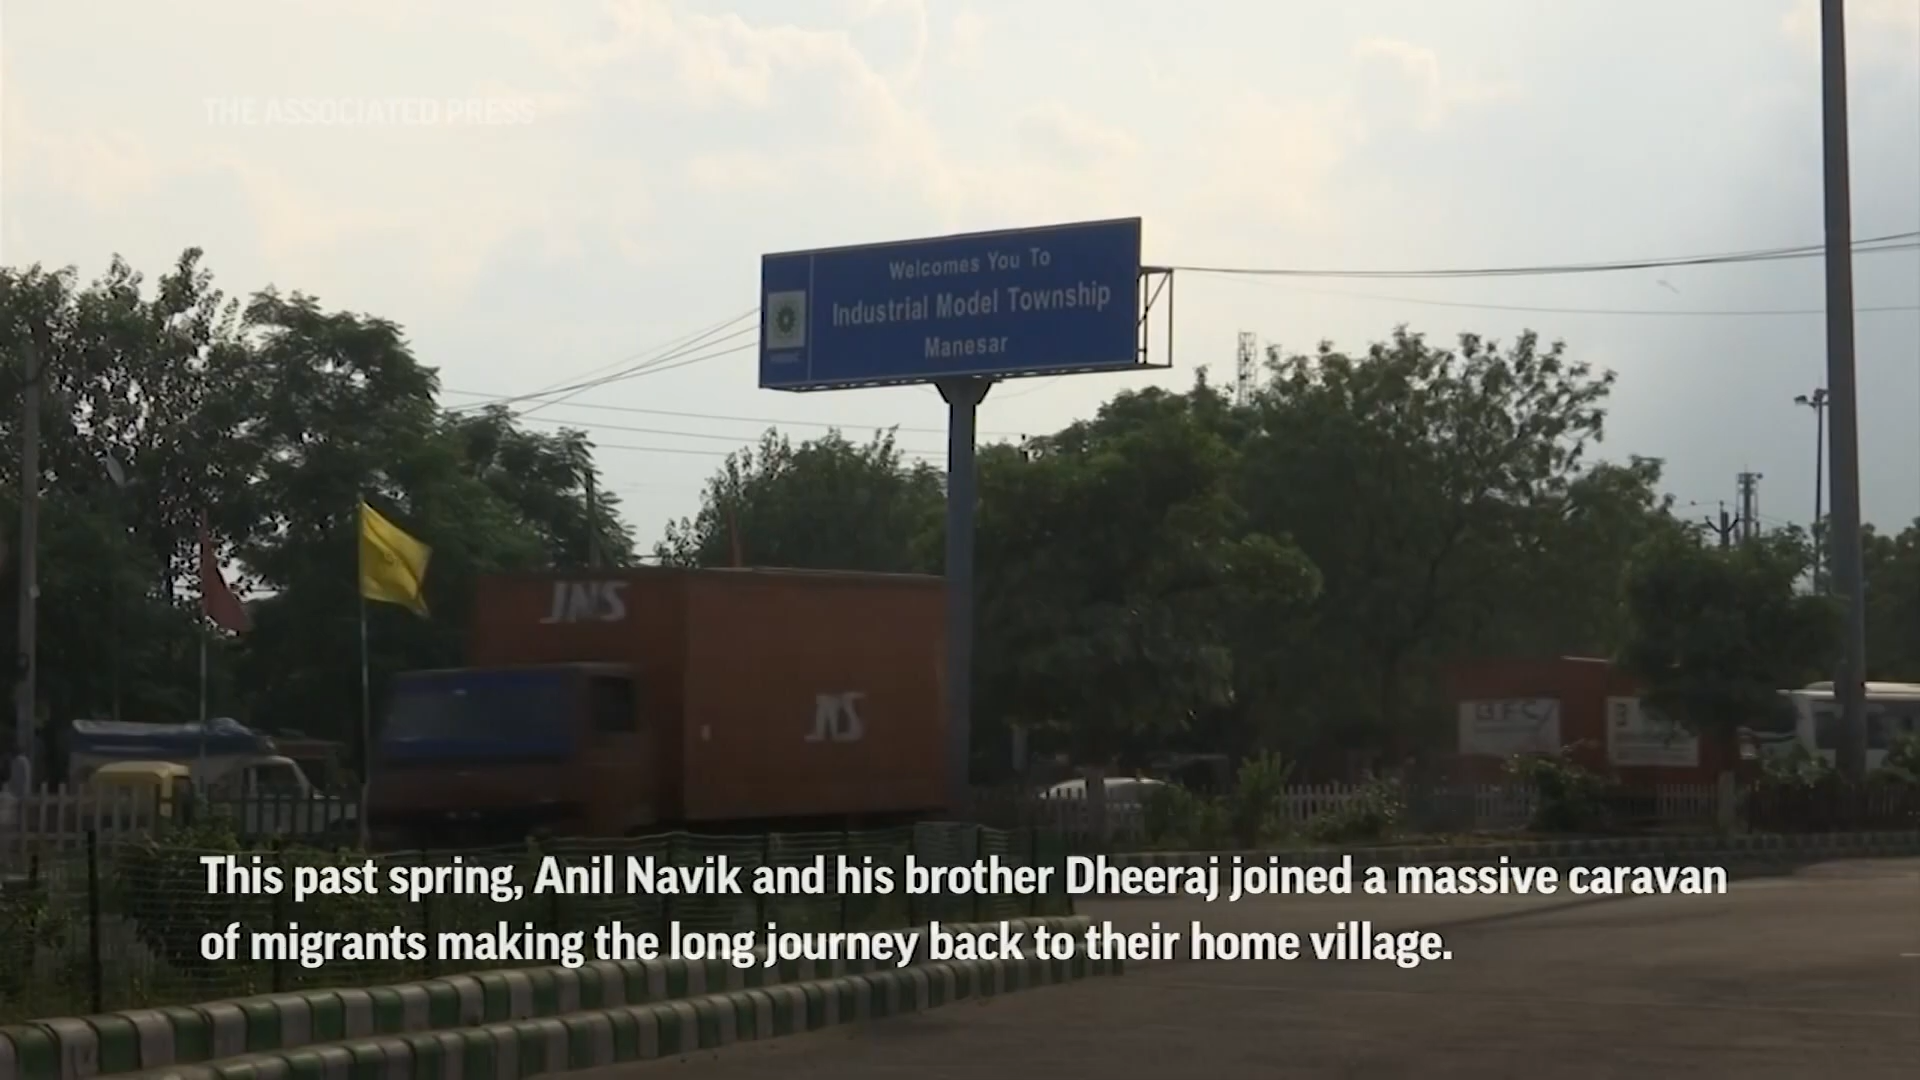 THE ASSOCIATED PRESS
Welcomes You To
Industrial Model Township
Manesar
JNS
JNS
This past spring, Anil Navik and his brother Dheeraj joined a massive caravan
of migrants making the long journey back to their home village.